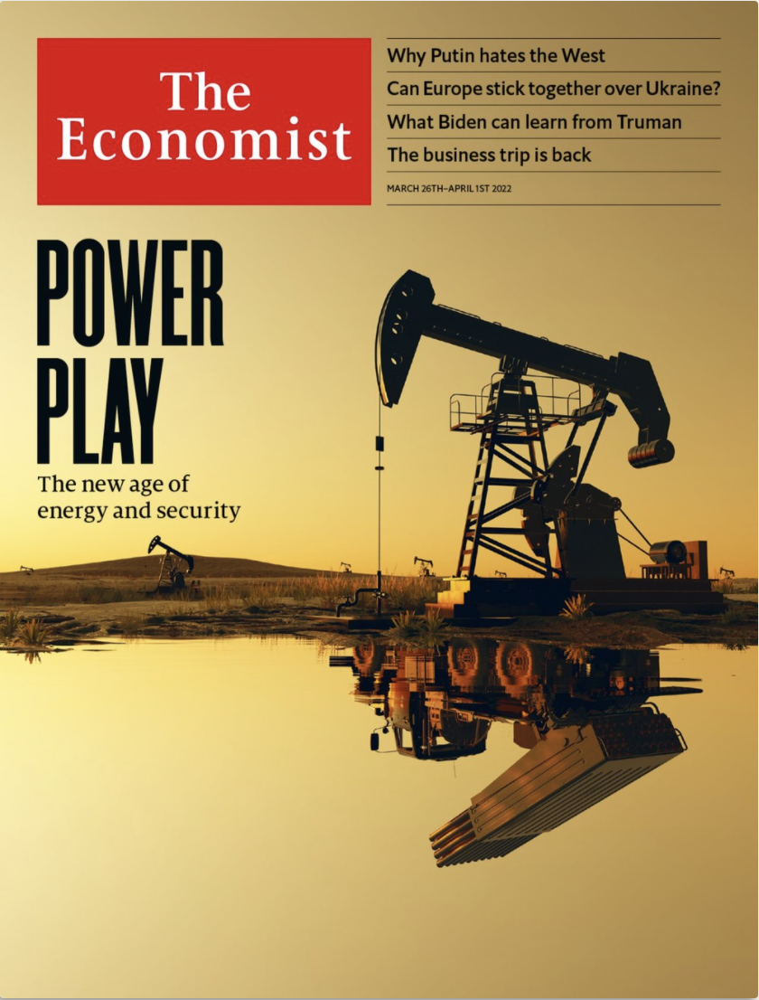 The
Economist
Why Putin hates the West
Can Europe stick together over Ukraine?
What Biden can learn from Truman
The business trip is back
MARCH 26TH–APRIL 1ST 2022
POWER
PLAY
The new age of
energy and security